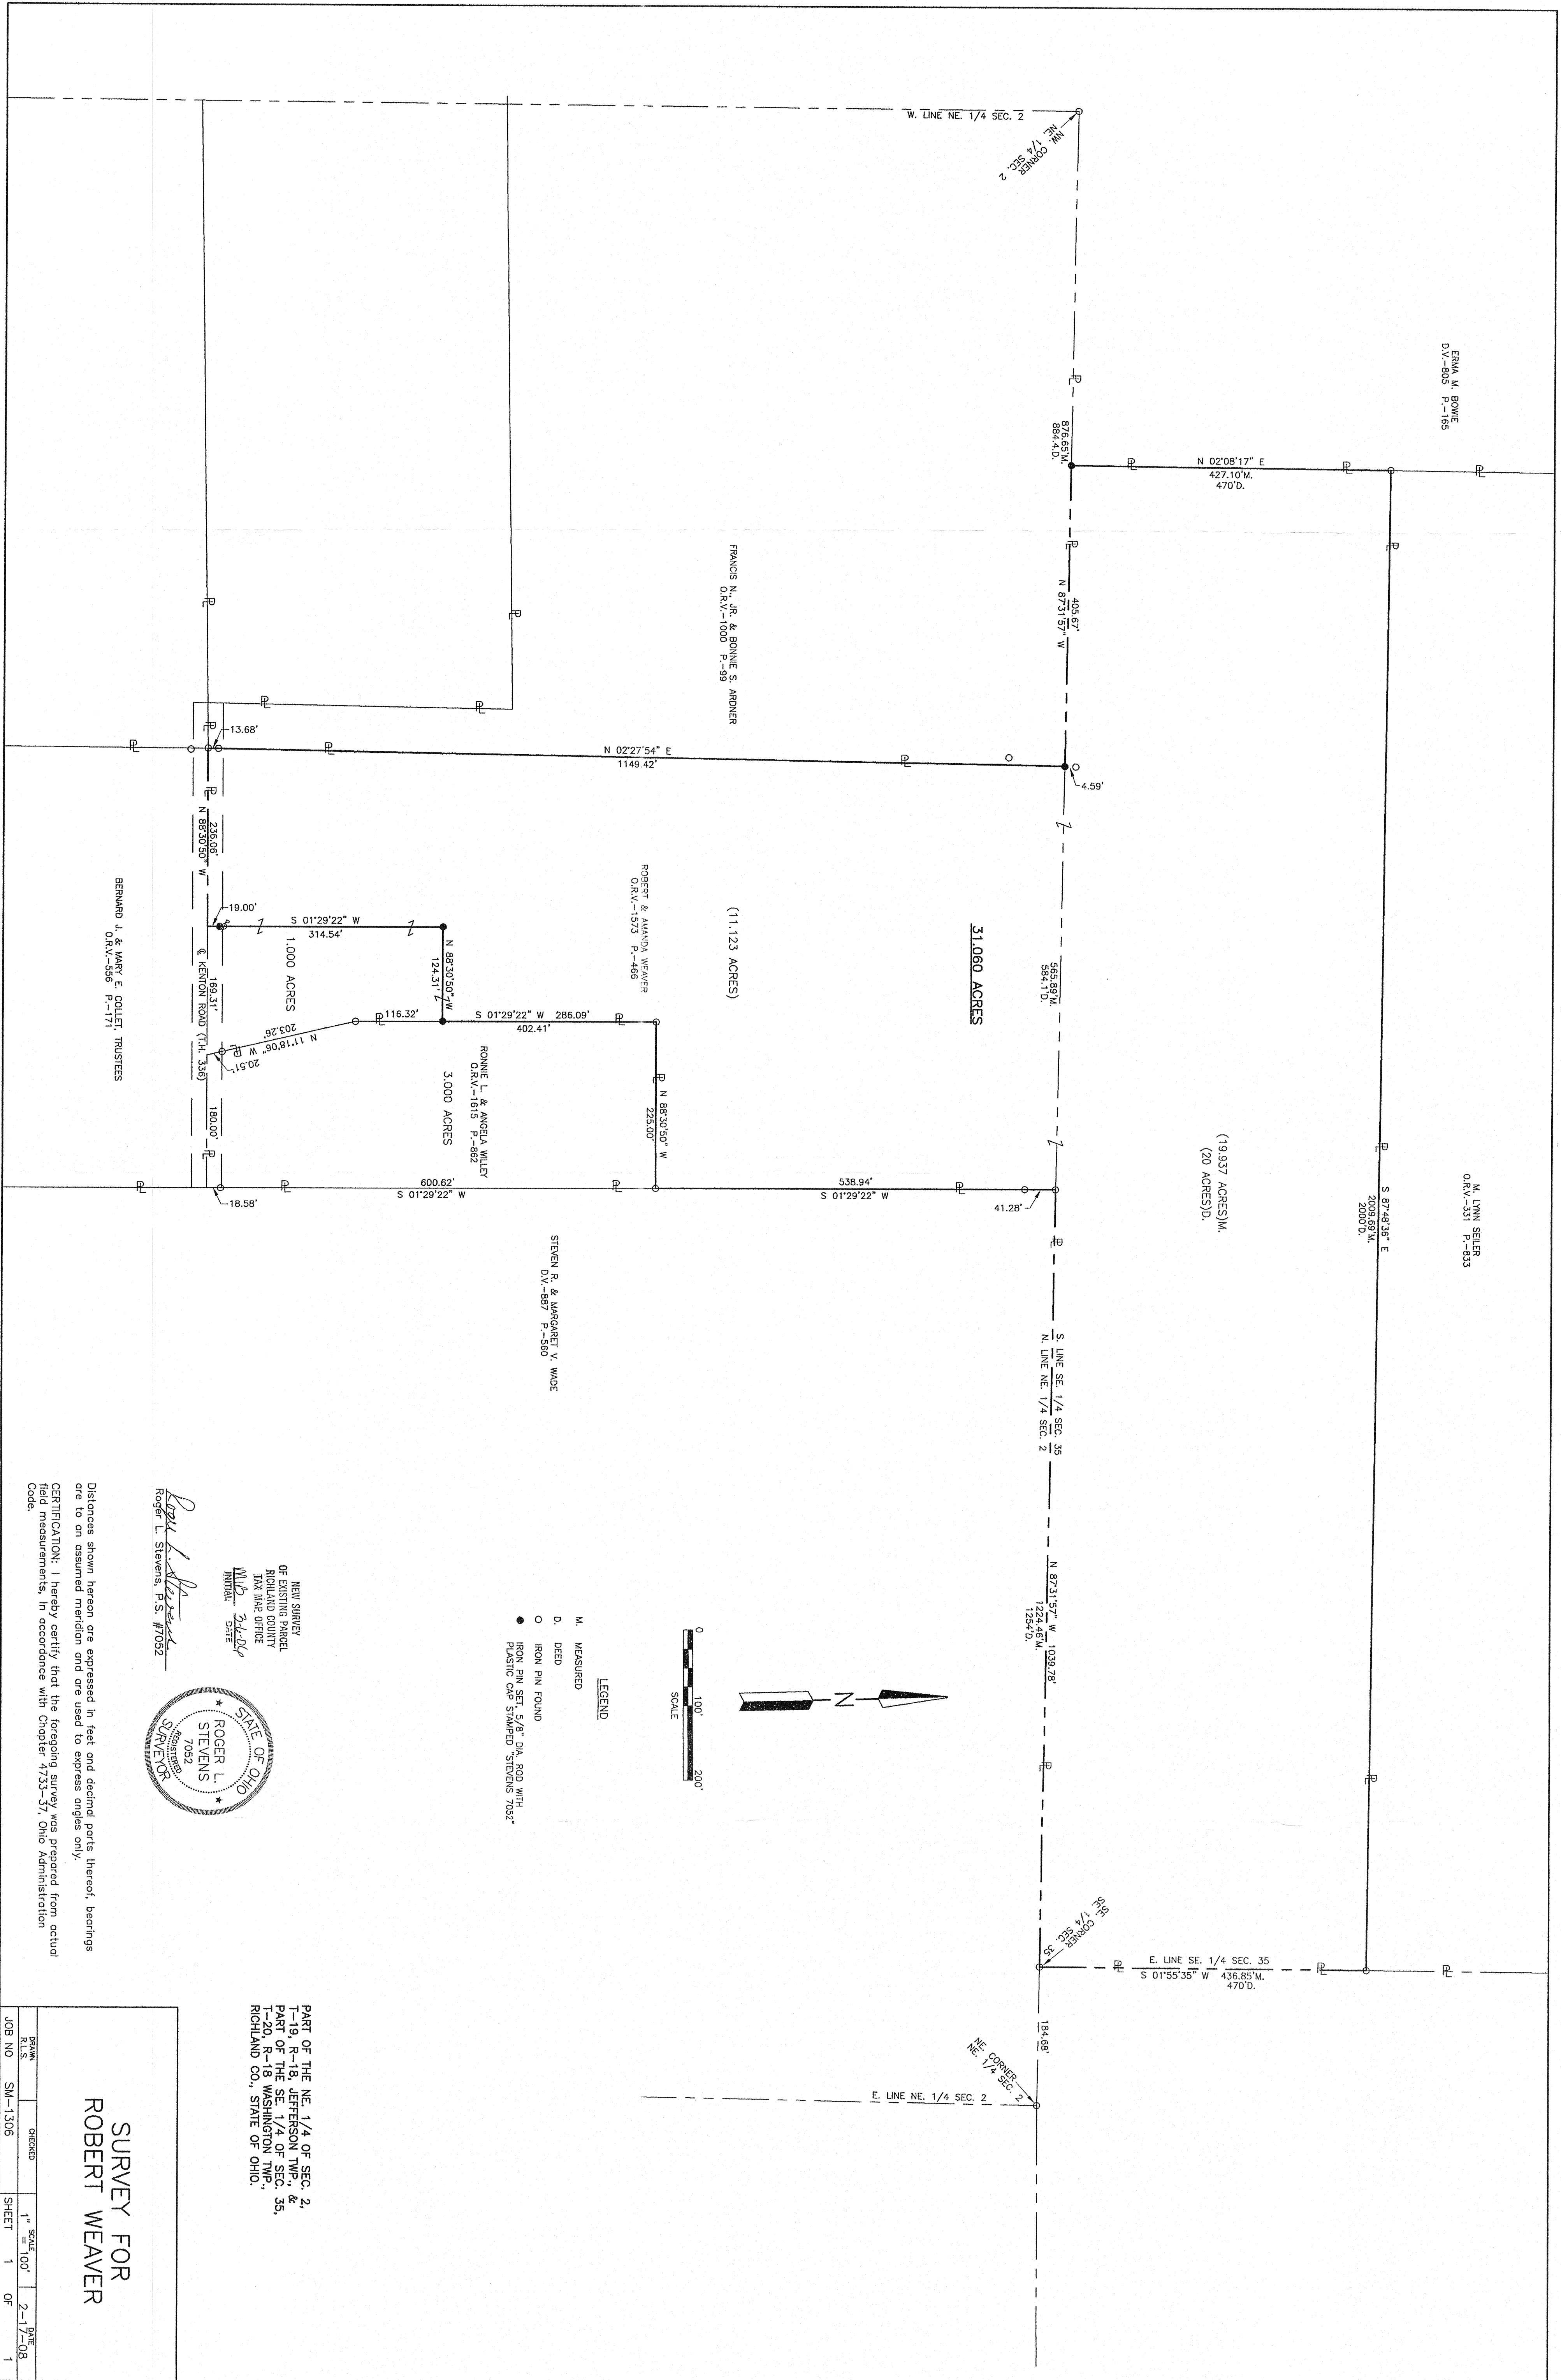 ERMA M. BOWIE
D.V.-805 P.-165
M. LYNN SEILER
O.R.V.-331 P.-833
S 87°48'36" E
2009.69'M.
2000'D.
N 02°08'17" E
427.10'M.
470'D.
(19.937 ACRES)M.
(20 ACRES)D.
E. LINE SE. 1/4 SEC. 35
S 01°55'35" W 436.85'M.
470'D.
W. LINE NE. 1/4 SEC. 2
NW. CORNER
NE. 1/4 SEC. 2
876.65'M.
884.4.D.
405.67'
N 87°31'57" W
4.59'
565.89'M.
584.1'D.
41.28'
S. LINE SE. 1/4 SEC. 35
N. LINE NE. 1/4 SEC. 2
N 87°31'57" W 1039.78'
1224.46'M.
1254'D.
SE. CORNER
SE. 1/4 SEC. 35
184.68'
NE. CORNER
NE. 1/4 SEC. 2
E. LINE NE. 1/4 SEC. 2
31.060 ACRES
(11.123 ACRES)
FRANCIS N., JR. & BONNIE S. ARDNER
O.R.V.-1000 P.-99
N 02°27'54" E
1149.42'
13.68'
ROBERT & AMANDA WEAVER
O.R.V.-1573 P.-466
538.94'
S 01°29'22" W
N 88°30'50" W
225.00'
S 01°29'22" W 286.09'
402.41'
116.32'
N 88°30'50" W
124.31'
S 01°29'22" W
314.54'
19.00'
1.000 ACRES
RONNIE L. & ANGELA WILLEY
O.R.V.-1615 P.-862
3.000 ACRES
600.62'
S 01°29'22" W
18.58'
N 11°18'06" W
203.26'
20.51'
236.06'
N 88°30'50" W
169.31'
℄ KENTON ROAD (T.H. 336)
180.00'
BERNARD J. & MARY E. COLLET, TRUSTEES
O.R.V.-556 P.-171
STEVEN R. & MARGARET V. WADE
D.V.-887 P.-560
N
0 100' 200'
SCALE
LEGEND
M. MEASURED
D. DEED
IRON PIN FOUND
IRON PIN SET, 5/8" DIA. ROD WITH
PLASTIC CAP STAMPED "STEVENS 7052"
NEW SURVEY
OF EXISTING PARCEL
RICHLAND COUNTY
TAX MAP OFFICE
INITIAL DATE
Roger L. Stevens
Roger L. Stevens, P.S. #7052
STATE OF OHIO
ROGER L.
STEVENS
7052
REGISTERED
SURVEYOR
Distances shown hereon are expressed in feet and decimal parts thereof, bearings
are to an assumed meridian and are used to express angles only.
CERTIFICATION: I hereby certify that the foregoing survey was prepared from actual
field measurements, In accordance with Chapter 4733-37, Ohio Administration
Code.
PART OF THE NE. 1/4 OF SEC. 2,
T-19, R-18, JEFFERSON TWP., &
PART OF THE SE. 1/4 OF SEC. 35,
T-20, R-18 WASHINGTON TWP.,
RICHLAND CO., STATE OF OHIO.
SURVEY FOR
ROBERT WEAVER
DRAWN R.L.S. CHECKED SCALE 1" = 100' DATE 2-17-08
JOB NO SM-1306 SHEET 1 OF 1